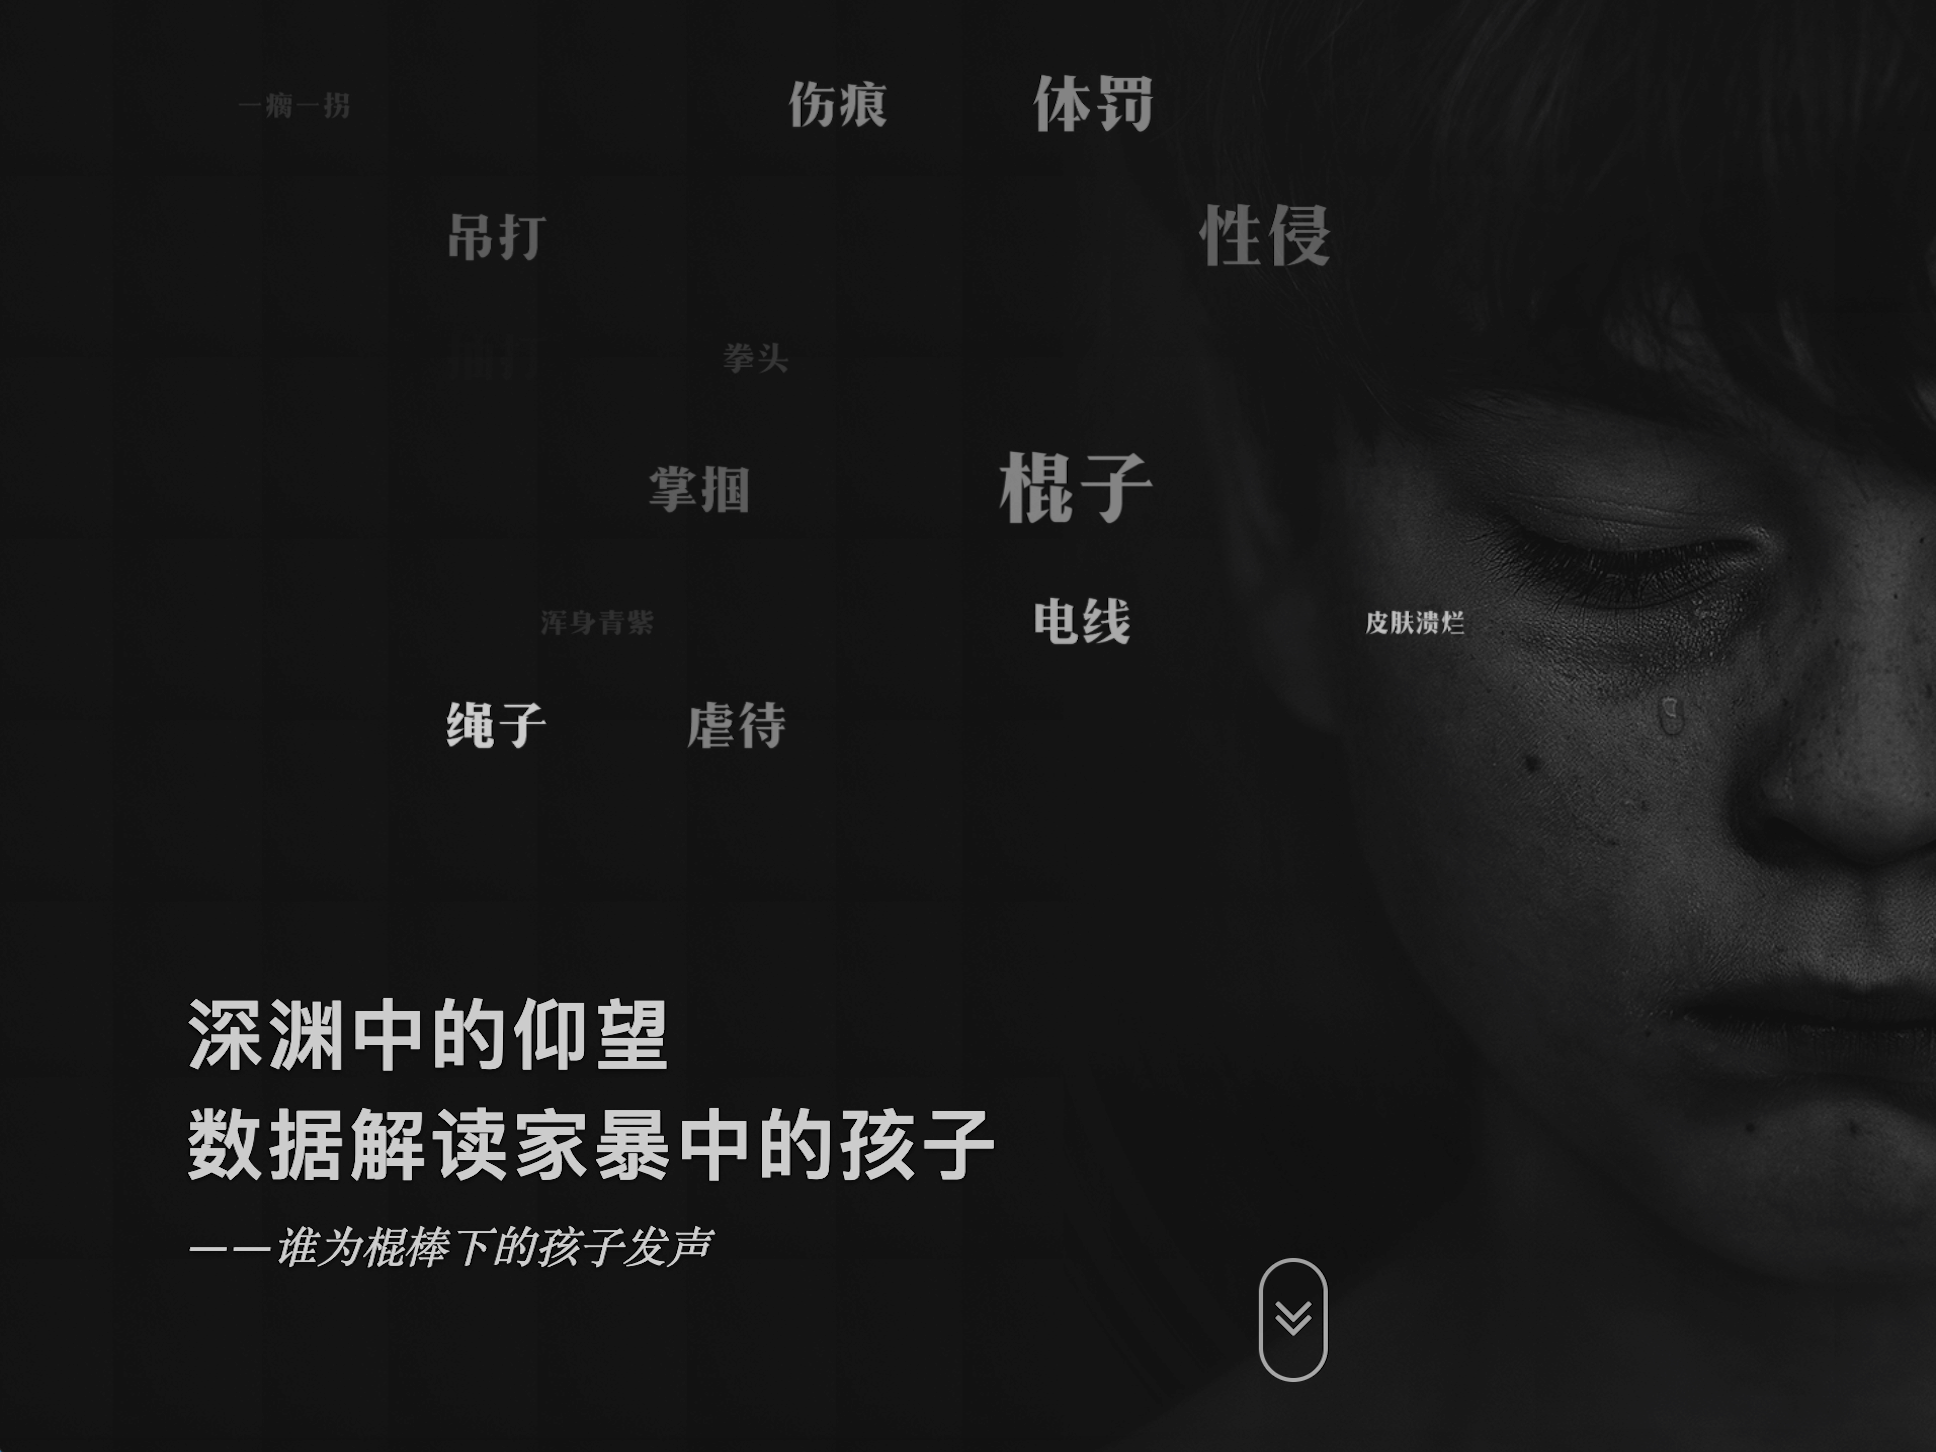 一瘸一拐 伤痕 体罚
吊打 性侵
抽打 拳头
掌掴 棍子
浑身青紫 电线 皮肤溃烂
绳子 虐待
深渊中的仰望
数据解读家暴中的孩子
——谁为棍棒下的孩子发声